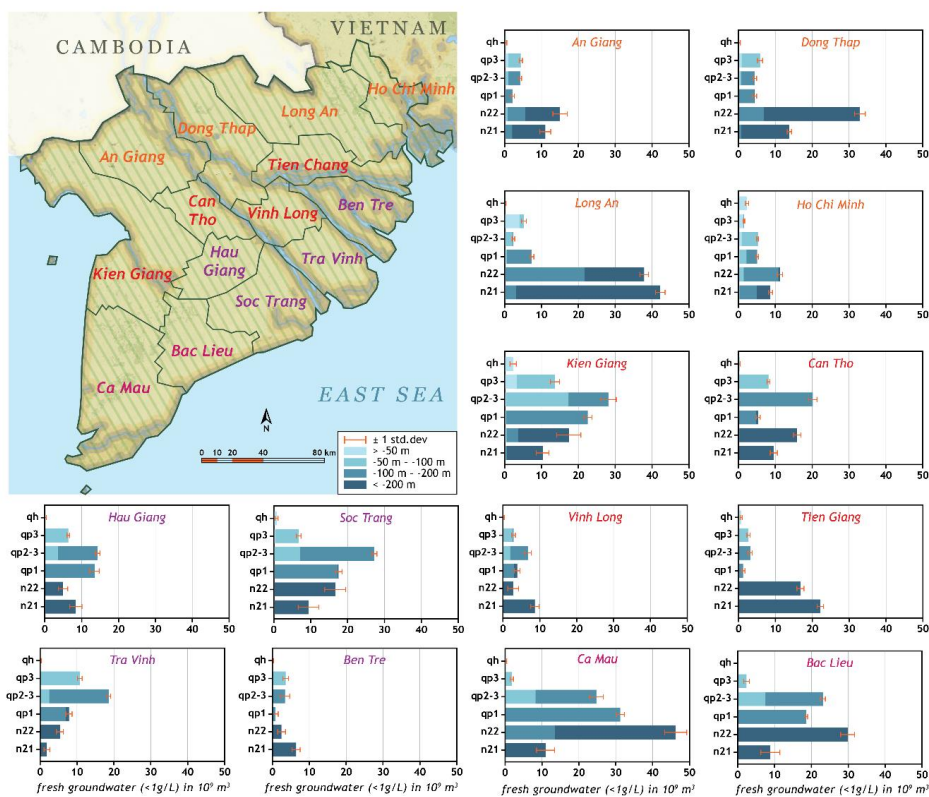 CAMBODIA
VIETNAM
Ho Chi Minh
Long An
Dong Thap
An Giang
Tien Chang
Can
Tho
Vinh Long
Ben Tre
Hau
Giang
Tra Vinh
Kien Giang
Soc Trang
Bac Lieu
Ca Mau
EAST SEA
N
0 10 20 40 80 km
± 1 std.dev
> -50 m
-50 m - -100 m
-100 m - -200 m
< -200 m
An Giang
qh
qp3
qp2-3
qp1
n22
n21
0 10 20 30 40 50
Dong Thap
qh
qp3
qp2-3
qp1
n22
n21
0 10 20 30 40 50
Long An
qh
qp3
qp2-3
qp1
n22
n21
0 10 20 30 40 50
Ho Chi Minh
qh
qp3
qp2-3
qp1
n22
n21
0 10 20 30 40 50
Kien Giang
qh
qp3
qp2-3
qp1
n22
n21
0 10 20 30 40 50
Can Tho
qh
qp3
qp2-3
qp1
n22
n21
0 10 20 30 40 50
Hau Giang
qh
qp3
qp2-3
qp1
n22
n21
0 10 20 30 40 50
Soc Trang
qh
qp3
qp2-3
qp1
n22
n21
0 10 20 30 40 50
Vinh Long
qh
qp3
qp2-3
qp1
n22
n21
0 10 20 30 40 50
Tien Giang
qh
qp3
qp2-3
qp1
n22
n21
0 10 20 30 40 50
Tra Vinh
qh
qp3
qp2-3
qp1
n22
n21
0 10 20 30 40 50
fresh groundwater (<1g/L) in 10⁹ m³
Ben Tre
qh
qp3
qp2-3
qp1
n22
n21
0 10 20 30 40 50
fresh groundwater (<1g/L) in 10⁹ m³
Ca Mau
qh
qp3
qp2-3
qp1
n22
n21
0 10 20 30 40 50
fresh groundwater (<1g/L) in 10⁹ m³
Bac Lieu
qh
qp3
qp2-3
qp1
n22
n21
0 10 20 30 40 50
fresh groundwater (<1g/L) in 10⁹ m³